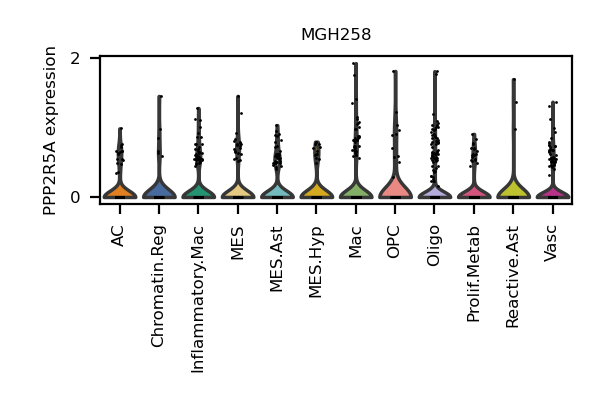 MGH258
PPP2R5A expression
2
0
AC
Chromatin.Reg
Inflammatory.Mac
MES
MES.Ast
MES.Hyp
Mac
OPC
Oligo
Prolif.Metab
Reactive.Ast
Vasc